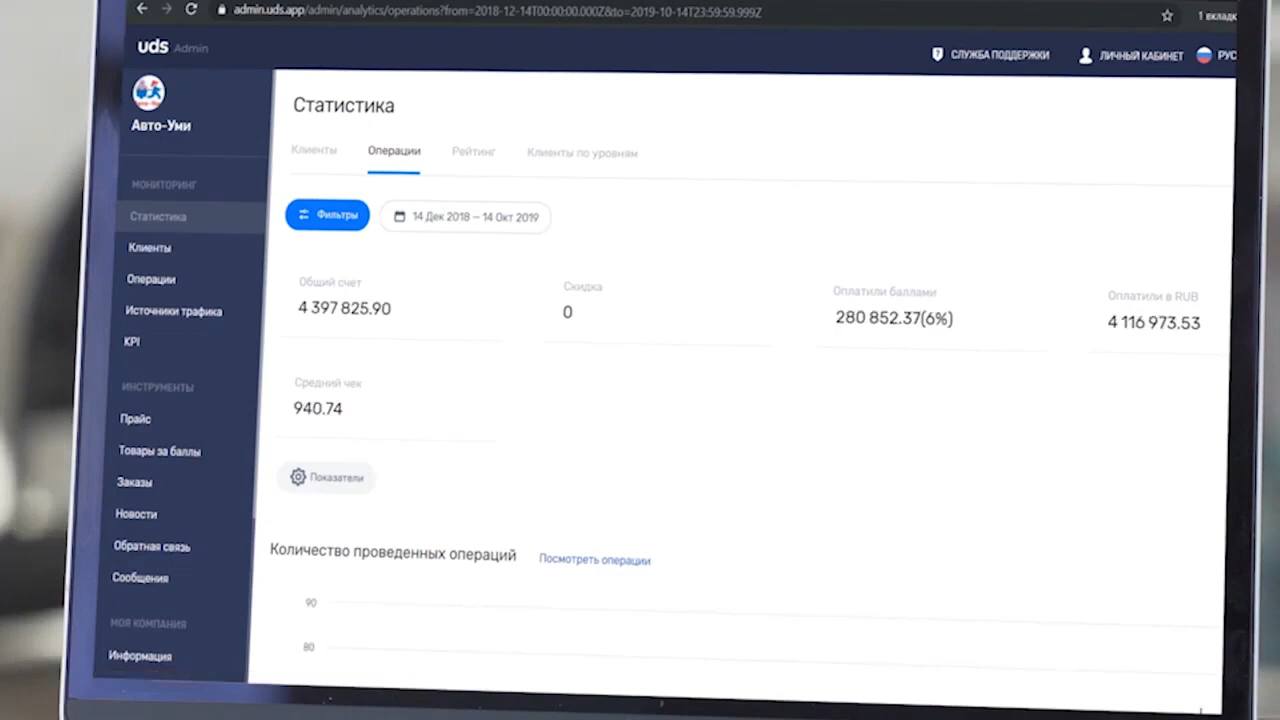 admin.uds.app/admin/analytics/operations?from=2018-12-14T00:00:00.000Z&to=2019-10-14T23:59:59.999Z
1 вкладк
uds Admin
СЛУЖБА ПОДДЕРЖКИ
ЛИЧНЫЙ КАБИНЕТ
РУС
Авто-Уми
МОНИТОРИНГ
Статистика
Клиенты
Операции
Источники трафика
KPI
ИНСТРУМЕНТЫ
Прайс
Товары за баллы
Заказы
Новости
Обратная связь
Сообщения
МОЯ КОМПАНИЯ
Информация
Статистика
Клиенты
Операции
Рейтинг
Клиенты по уровням
Фильтры
14 Дек 2018 – 14 Окт 2019
Общий счет
4 397 825.90
Скидка
0
Оплатили баллами
280 852.37(6%)
Оплатили в RUB
4 116 973.53
Средний чек
940.74
Показатели
Количество проведенных операций
Посмотреть операции
90
80